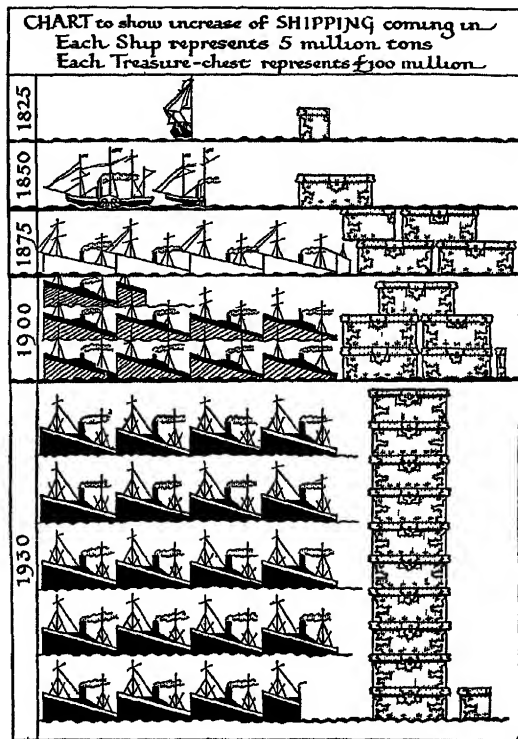 CHART to show increase of SHIPPING coming in
Each Ship represents 5 million tons
Each Treasure-chest represents £100 million
1825
1850
1875
1900
1930